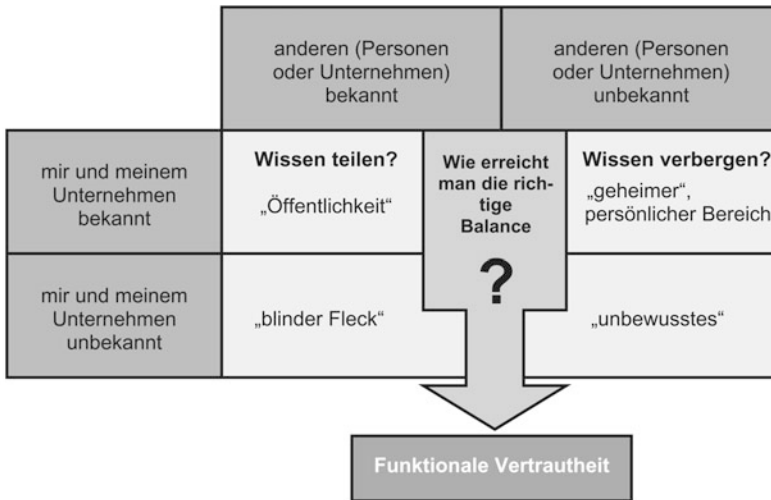 anderen (Personen
oder Unternehmen)
bekannt
anderen (Personen
oder Unternehmen)
unbekannt
mir und meinem
Unternehmen
bekannt
Wissen teilen?
„Öffentlichkeit“
Wie erreicht
man die rich-
tige
Balance
?
Wissen verbergen?
„geheimer“,
persönlicher Bereich
mir und meinem
Unternehmen
unbekannt
„blinder Fleck“
„unbewusstes“
Funktionale Vertrautheit